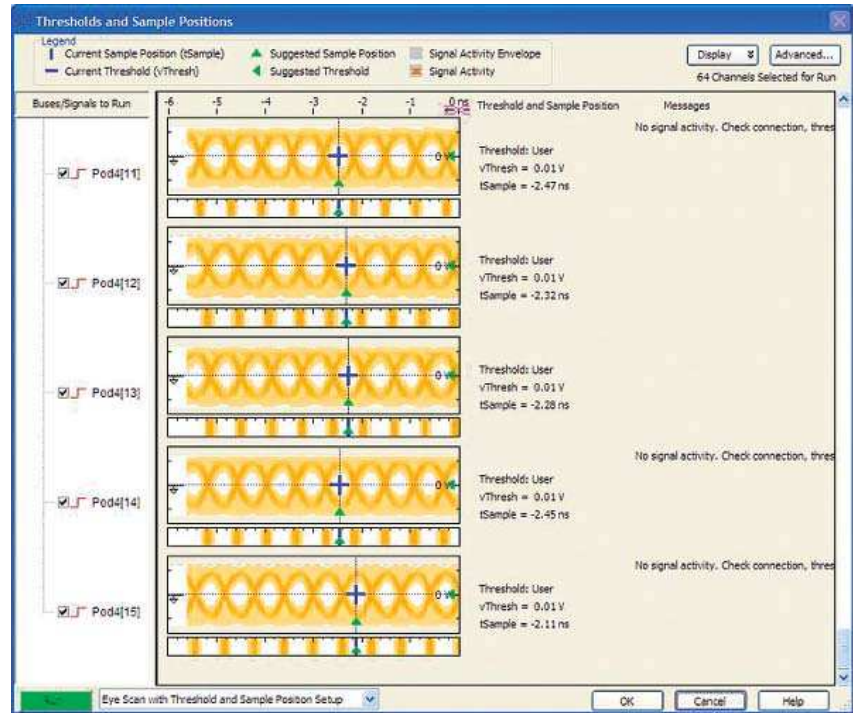 Thresholds and Sample Positions
Legend
Current Sample Position (tSample)
Suggested Sample Position
Signal Activity Envelope
Current Threshold (vThresh)
Suggested Threshold
Signal Activity
Display
Advanced...
64 Channels Selected for Run
Buses/Signals to Run
-6 -5 -4 -3 -2 -1 0 ns
Threshold and Sample Position
Messages
No signal activity. Check connection, thres
Pod4[11]
0 V
Threshold: User
vThresh = 0.01 V
tSample = -2.47 ns
Pod4[12]
0 V
Threshold: User
vThresh = 0.01 V
tSample = -2.32 ns
Pod4[13]
0 V
Threshold: User
vThresh = 0.01 V
tSample = -2.28 ns
No signal activity. Check connection, thres
Pod4[14]
0 V
Threshold: User
vThresh = 0.01 V
tSample = -2.45 ns
No signal activity. Check connection, thres
Pod4[15]
0 V
Threshold: User
vThresh = 0.01 V
tSample = -2.11 ns
Eye Scan with Threshold and Sample Position Setup
OK
Cancel
Help